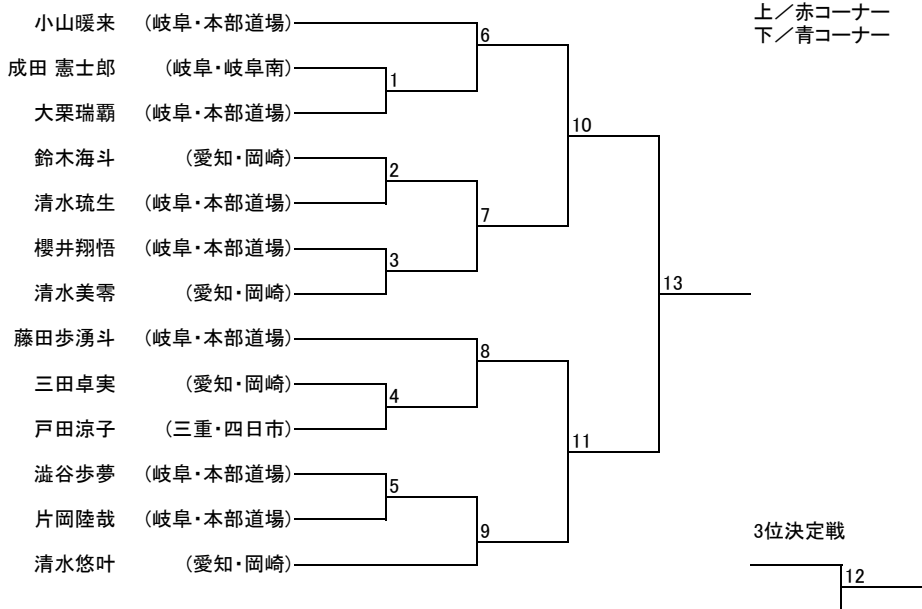 上／赤コーナー
下／青コーナー
小山暖来 (岐阜・本部道場)
6
成田 憲士郎 (岐阜・岐阜南)
1
大栗瑞覇 (岐阜・本部道場)
10
鈴木海斗 (愛知・岡崎)
2
清水琉生 (岐阜・本部道場)
7
櫻井翔悟 (岐阜・本部道場)
3
清水美零 (愛知・岡崎)
13
藤田歩湧斗 (岐阜・本部道場)
8
三田卓実 (愛知・岡崎)
4
戸田涼子 (三重・四日市)
11
澁谷歩夢 (岐阜・本部道場)
5
片岡陸哉 (岐阜・本部道場)
9
3位決定戦
清水悠叶 (愛知・岡崎)
12